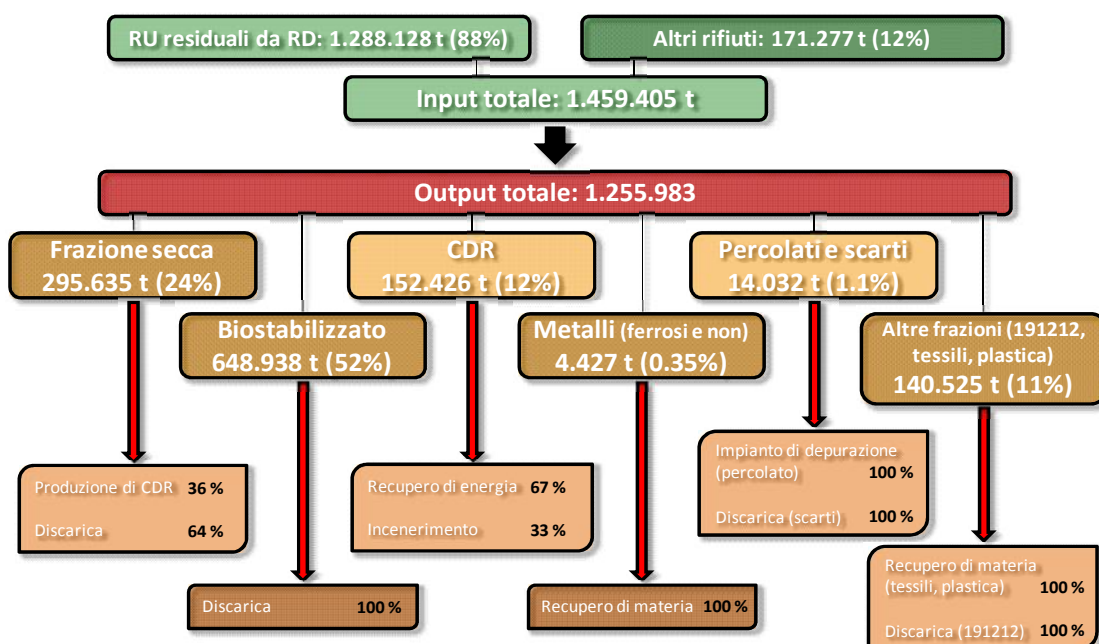 RU residuali da RD: 1.288.128 t (88%)
Altri rifiuti: 171.277 t (12%)
Input totale: 1.459.405 t
Output totale: 1.255.983
Frazione secca
295.635 t (24%)
CDR
152.426 t (12%)
Percolati e scarti
14.032 t (1.1%)
Biostabilizzato
648.938 t (52%)
Metalli (ferrosi e non)
4.427 t (0.35%)
Altre frazioni (191212,
tessili, plastica)
140.525 t (11%)
Produzione di CDR 36 %
Discarica 64 %
Recupero di energia 67 %
Incenerimento 33 %
Impianto di depurazione
(percolato) 100 %
Discarica (scarti) 100 %
Discarica 100 %
Recupero di materia 100 %
Recupero di materia
(tessili, plastica) 100 %
Discarica (191212) 100 %